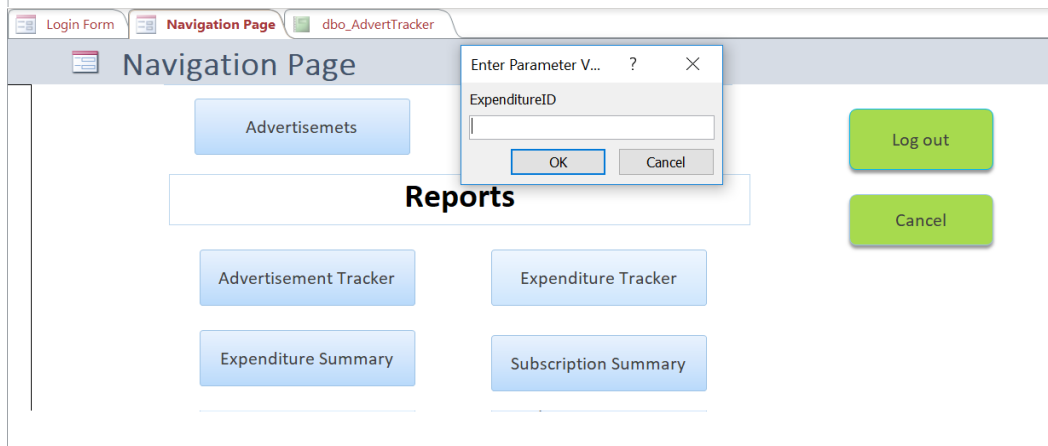 Login Form
Navigation Page
dbo_AdvertTracker
Navigation Page
Enter Parameter V... ?
ExpenditureID
OK
Cancel
Advertisemets
Log out
Reports
Cancel
Advertisement Tracker
Expenditure Tracker
Expenditure Summary
Subscription Summary